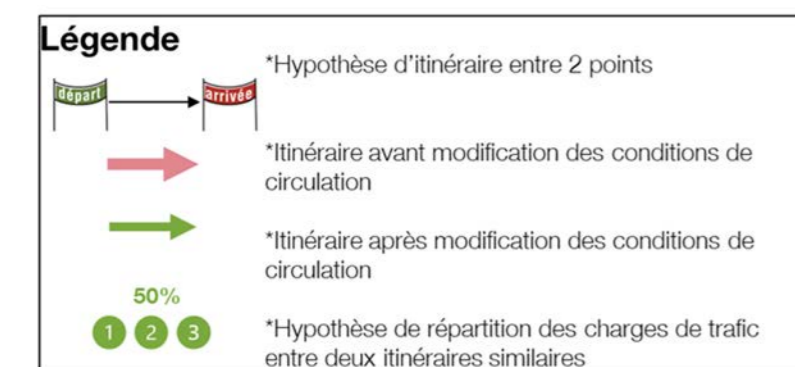 Légende
*Hypothèse d'itinéraire entre 2 points
départ
arrivée
*Itinéraire avant modification des conditions de
circulation
*Itinéraire après modification des conditions de
circulation
50%
1 2 3
*Hypothèse de répartition des charges de trafic
entre deux itinéraires similaires